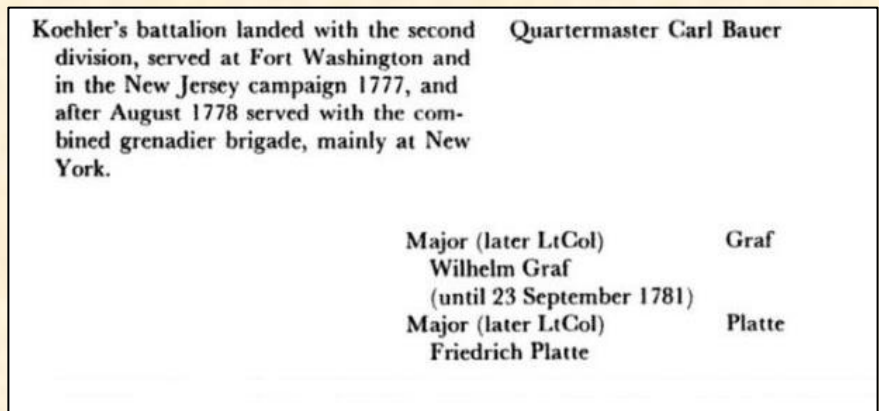 Koehler's battalion landed with the second
division, served at Fort Washington and
in the New Jersey campaign 1777, and
after August 1778 served with the com-
bined grenadier brigade, mainly at New
York.
Quartermaster Carl Bauer
Major (later LtCol) Graf
Wilhelm Graf
(until 23 September 1781)
Major (later LtCol) Platte
Friedrich Platte